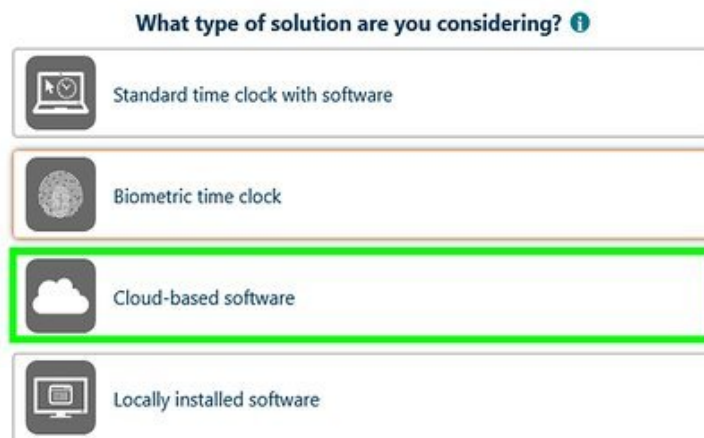 What type of solution are you considering?
Standard time clock with software
Biometric time clock
Cloud-based software
Locally installed software